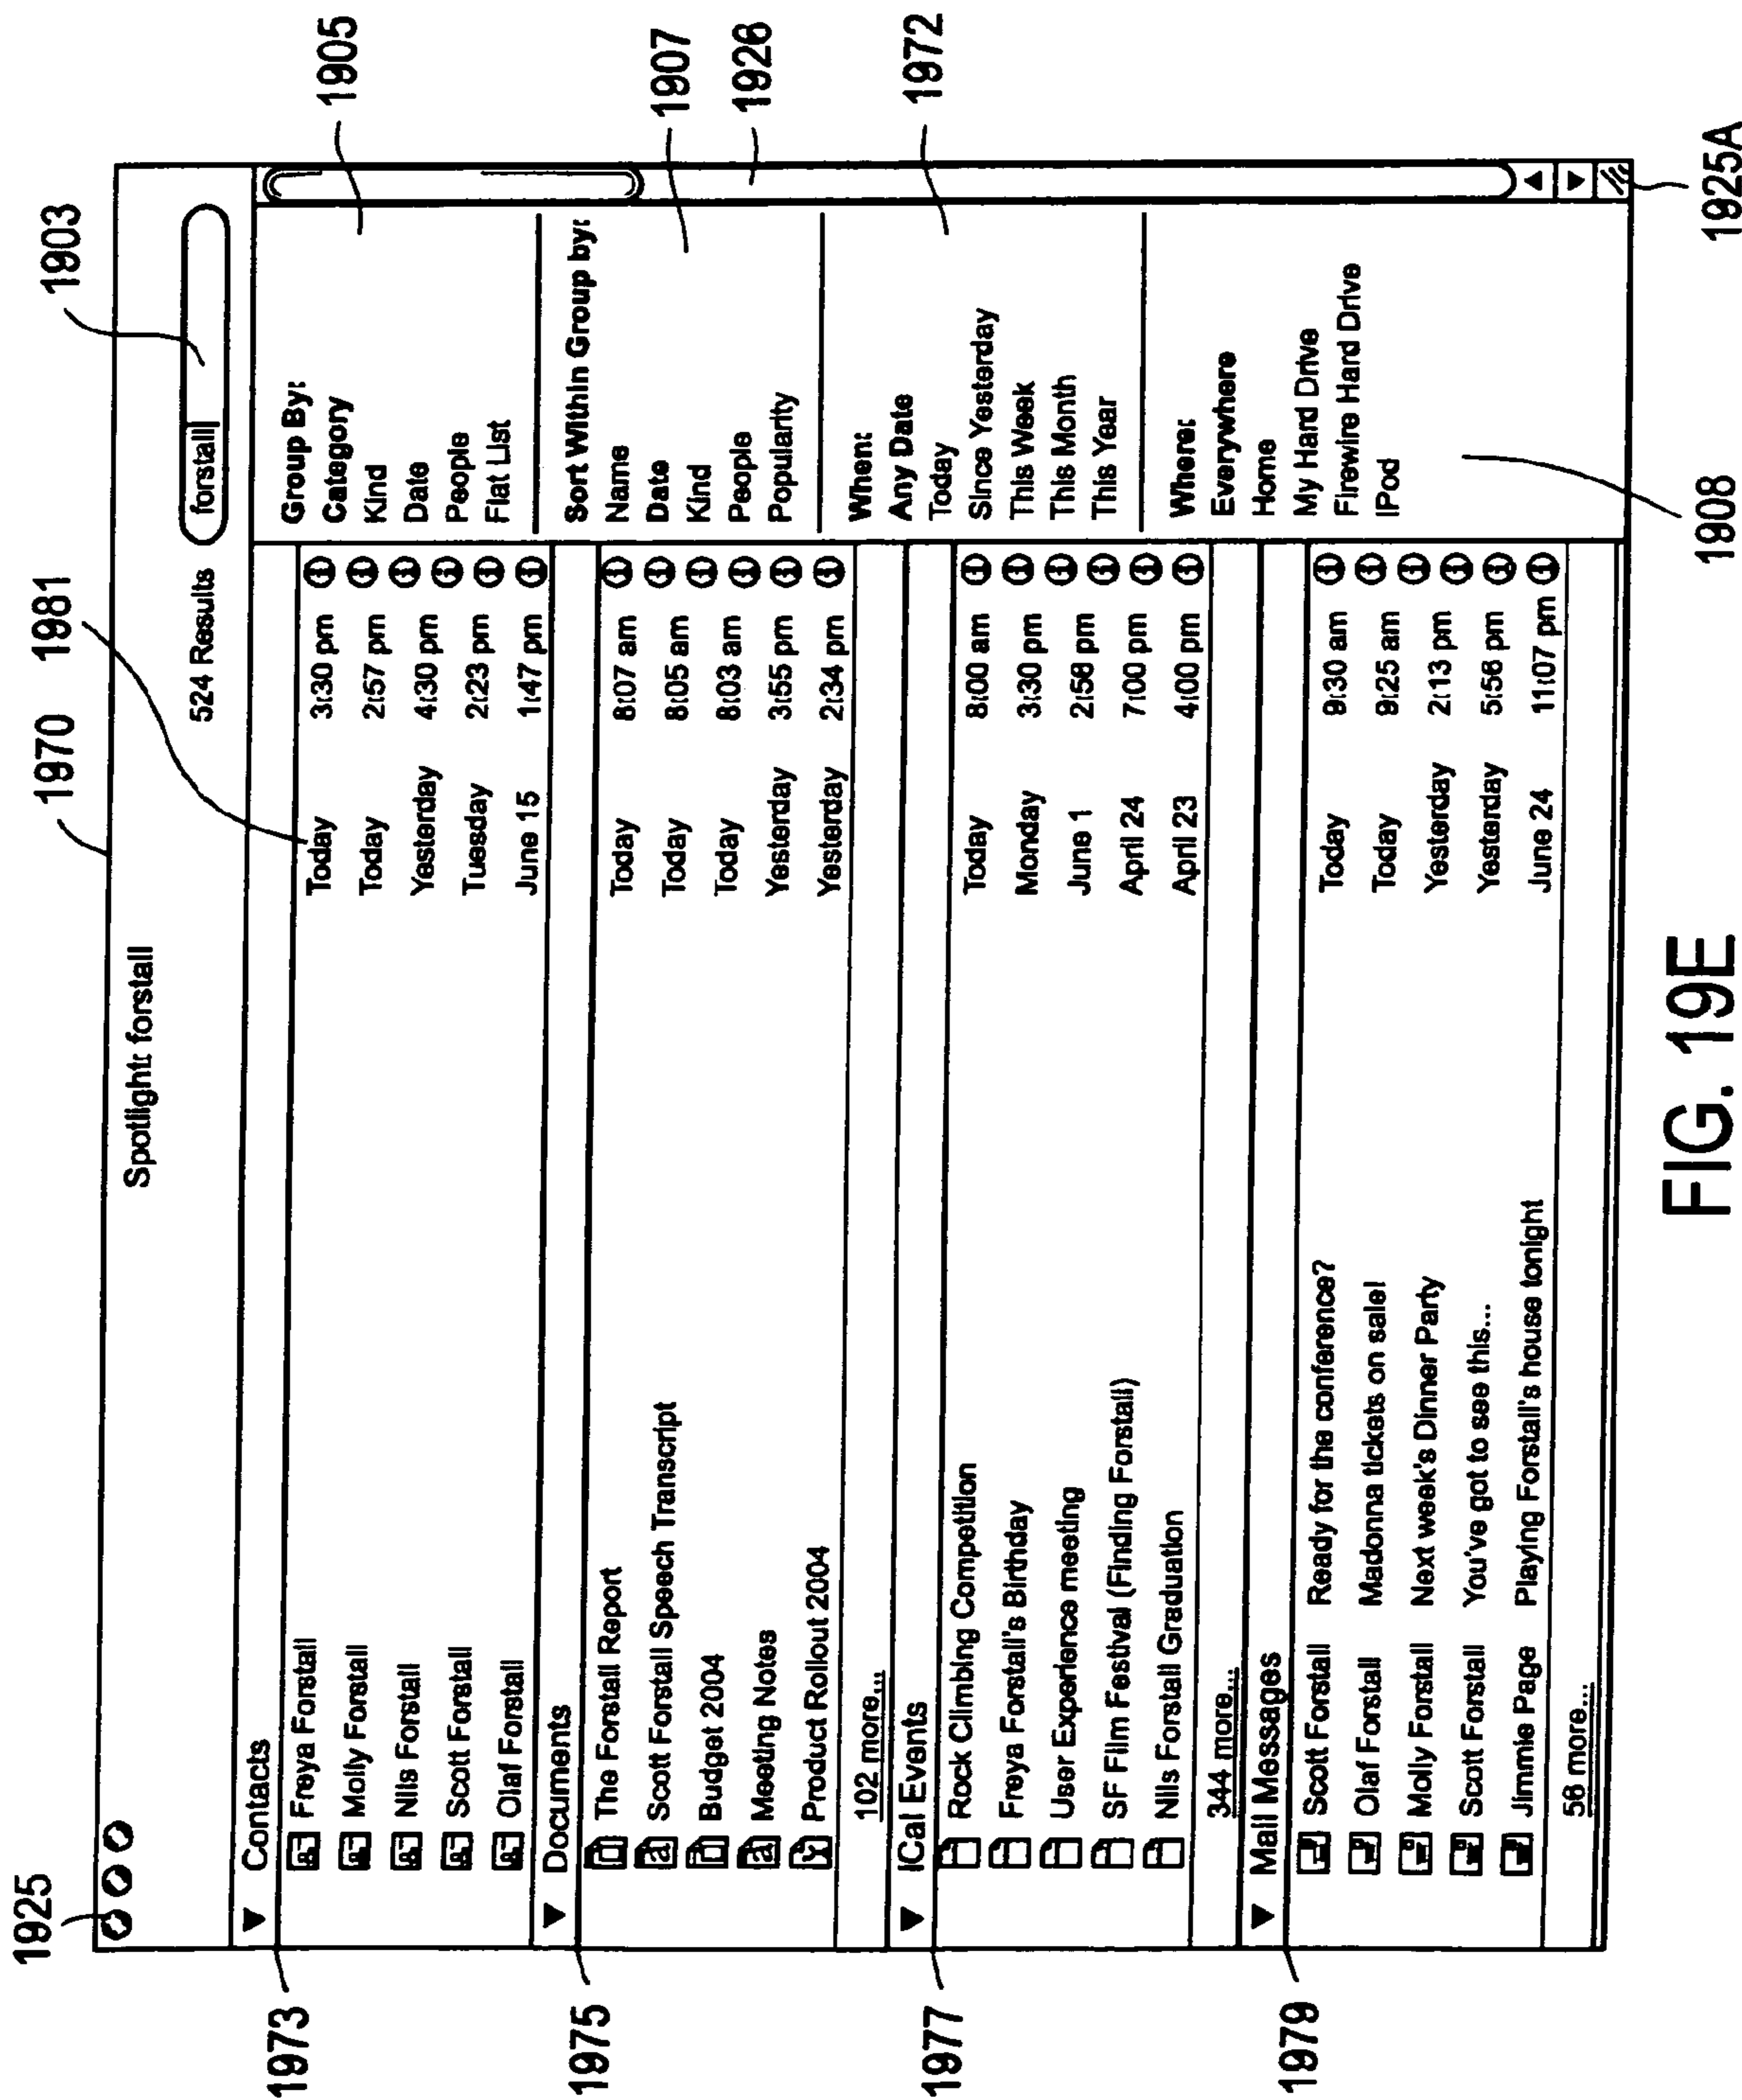 1925
1970
1981
1903
1905
1907
1926
1972
1925A
1908
1973
1975
1977
1979
Spotlight: forstall
524 Results
forstall
Contacts
Freya Forstall Today 3:30 pm
Molly Forstall Today 2:57 pm
Nils Forstall Yesterday 4:30 pm
Scott Forstall Tuesday 2:23 pm
Olaf Forstall June 15 1:47 pm
Documents
The Forstall Report Today 8:07 am
Scott Forstall Speech Transcript Today 8:05 am
Budget 2004 Today 8:03 am
Meeting Notes Yesterday 3:55 pm
Product Rollout 2004 Yesterday 2:34 pm
102 more...
ICal Events
Rock Climbing Competition Today 8:00 am
Freya Forstall's Birthday Monday 3:30 pm
User Experience meeting June 1 2:58 pm
SF Film Festival (Finding Forstall) April 24 7:00 pm
Nils Forstall Graduation April 23 4:00 pm
344 more...
Mail Messages
Scott Forstall Ready for the conference? Today 9:30 am
Olaf Forstall Madonna tickets on sale! Today 9:25 am
Molly Forstall Next week's Dinner Party Yesterday 2:13 pm
Scott Forstall You've got to see this... Yesterday 5:56 pm
Jimmie Page Playing Forstall's house tonight June 24 11:07 pm
56 more...
Group By:
Category
Kind
Date
People
Flat List
Sort Within Group by:
Name
Date
Kind
People
Popularity
When:
Any Date
Today
Since Yesterday
This Week
This Month
This Year
Where:
Everywhere
Home
My Hard Drive
Firewire Hard Drive
IPod
FIG. 19E